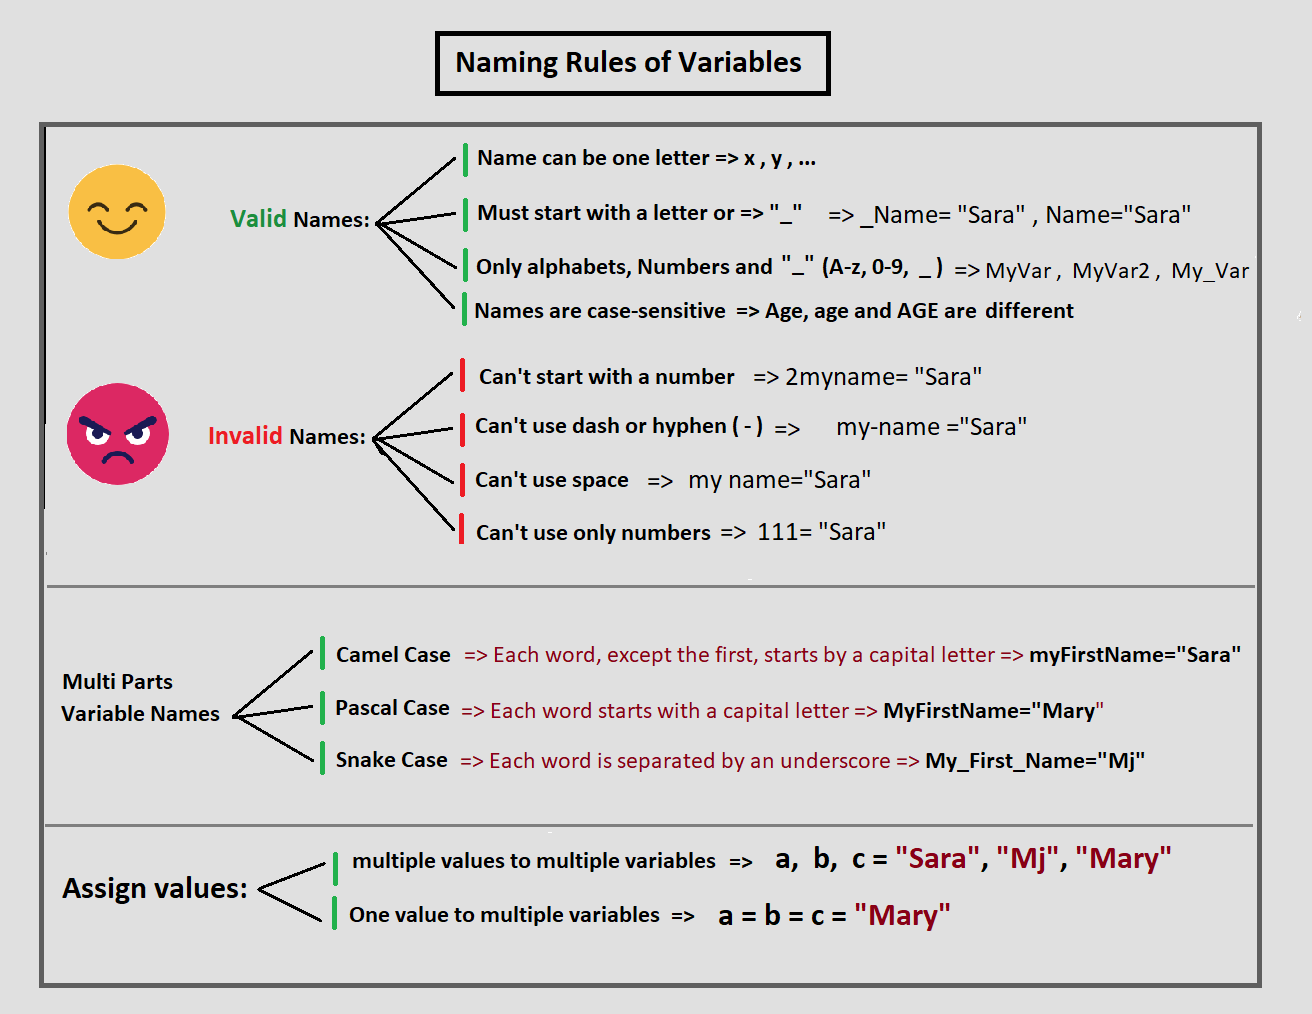 Naming Rules of Variables
Valid Names:
Name can be one letter => x , y , ...
Must start with a letter or => "_" => _Name= "Sara" , Name="Sara"
Only alphabets, Numbers and "_" (A-z, 0-9, _ ) => MyVar , MyVar2 , My_Var
Names are case-sensitive => Age, age and AGE are different
Invalid Names:
Can't start with a number => 2myname= "Sara"
Can't use dash or hyphen ( - ) => my-name ="Sara"
Can't use space => my name="Sara"
Can't use only numbers => 111= "Sara"
Multi Parts
Variable Names
Camel Case => Each word, except the first, starts by a capital letter => myFirstName="Sara"
Pascal Case => Each word starts with a capital letter => MyFirstName="Mary"
Snake Case => Each word is separated by an underscore => My_First_Name="Mj"
Assign values:
multiple values to multiple variables => a, b, c = "Sara", "Mj", "Mary"
One value to multiple variables => a = b = c = "Mary"